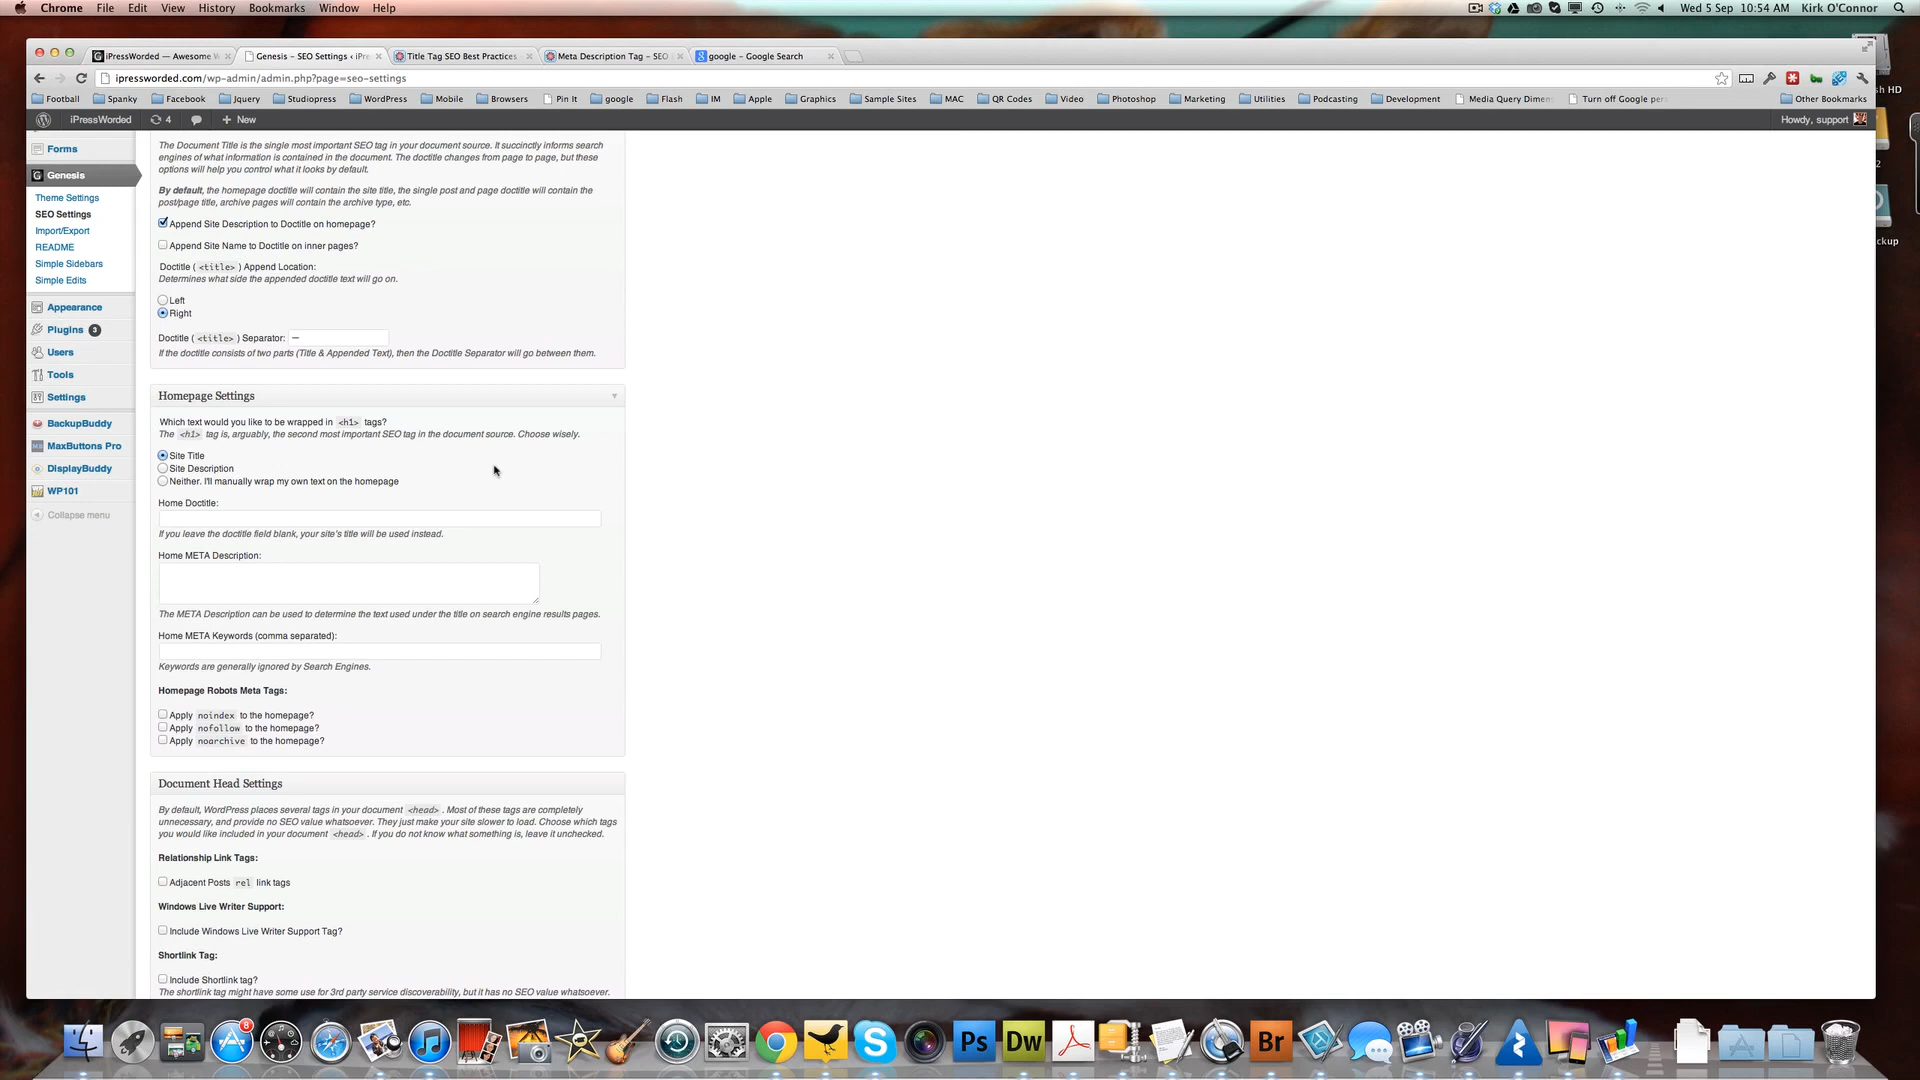 Chrome File Edit View History Bookmarks Window Help
Wed 5 Sep 10:54 AM Kirk O'Connor
iPressWorded — Awesome W
Genesis – SEO Settings ‹ iPre
Title Tag SEO Best Practices
Meta Description Tag – SEO
google – Google Search
ipressworded.com/wp-admin/admin.php?page=seo-settings
Football Spanky Facebook Jquery Studiopress WordPress Mobile Browsers Pin It google Flash IM Apple Graphics Sample Sites MAC QR Codes Video Photoshop Marketing Utilities Podcasting Development Media Query Dimen Turn off Google per Other Bookmarks
iPressWorded 4 + New Howdy, support
Forms
Genesis
Theme Settings
SEO Settings
Import/Export
README
Simple Sidebars
Simple Edits
Appearance
Plugins 3
Users
Tools
Settings
BackupBuddy
MaxButtons Pro
DisplayBuddy
WP101
Collapse menu
The Document Title is the single most important SEO tag in your document source. It succinctly informs search
engines of what information is contained in the document. The doctitle changes from page to page, but these
options will help you control what it looks by default.
By default, the homepage doctitle will contain the site title, the single post and page doctitle will contain the
post/page title, archive pages will contain the archive type, etc.
Append Site Description to Doctitle on homepage?
Append Site Name to Doctitle on inner pages?
Doctitle ( <title> ) Append Location:
Determines what side the appended doctitle text will go on.
Left
Right
Doctitle ( <title> ) Separator: —
If the doctitle consists of two parts (Title & Appended Text), then the Doctitle Separator will go between them.
Homepage Settings
Which text would you like to be wrapped in <h1> tags?
The <h1> tag is, arguably, the second most important SEO tag in the document source. Choose wisely.
Site Title
Site Description
Neither. I'll manually wrap my own text on the homepage
Home Doctitle:
If you leave the doctitle field blank, your site's title will be used instead.
Home META Description:
The META Description can be used to determine the text used under the title on search engine results pages.
Home META Keywords (comma separated):
Keywords are generally ignored by Search Engines.
Homepage Robots Meta Tags:
Apply noindex to the homepage?
Apply nofollow to the homepage?
Apply noarchive to the homepage?
Document Head Settings
By default, WordPress places several tags in your document <head> . Most of these tags are completely
unnecessary, and provide no SEO value whatsoever. They just make your site slower to load. Choose which tags
you would like included in your document <head> . If you do not know what something is, leave it unchecked.
Relationship Link Tags:
Adjacent Posts rel link tags
Windows Live Writer Support:
Include Windows Live Writer Support Tag?
Shortlink Tag:
Include Shortlink tag?
The shortlink tag might have some use for 3rd party service discoverability, but it has no SEO value whatsoever.
sh HD
2
ckup
8
Ps
Dw
Br